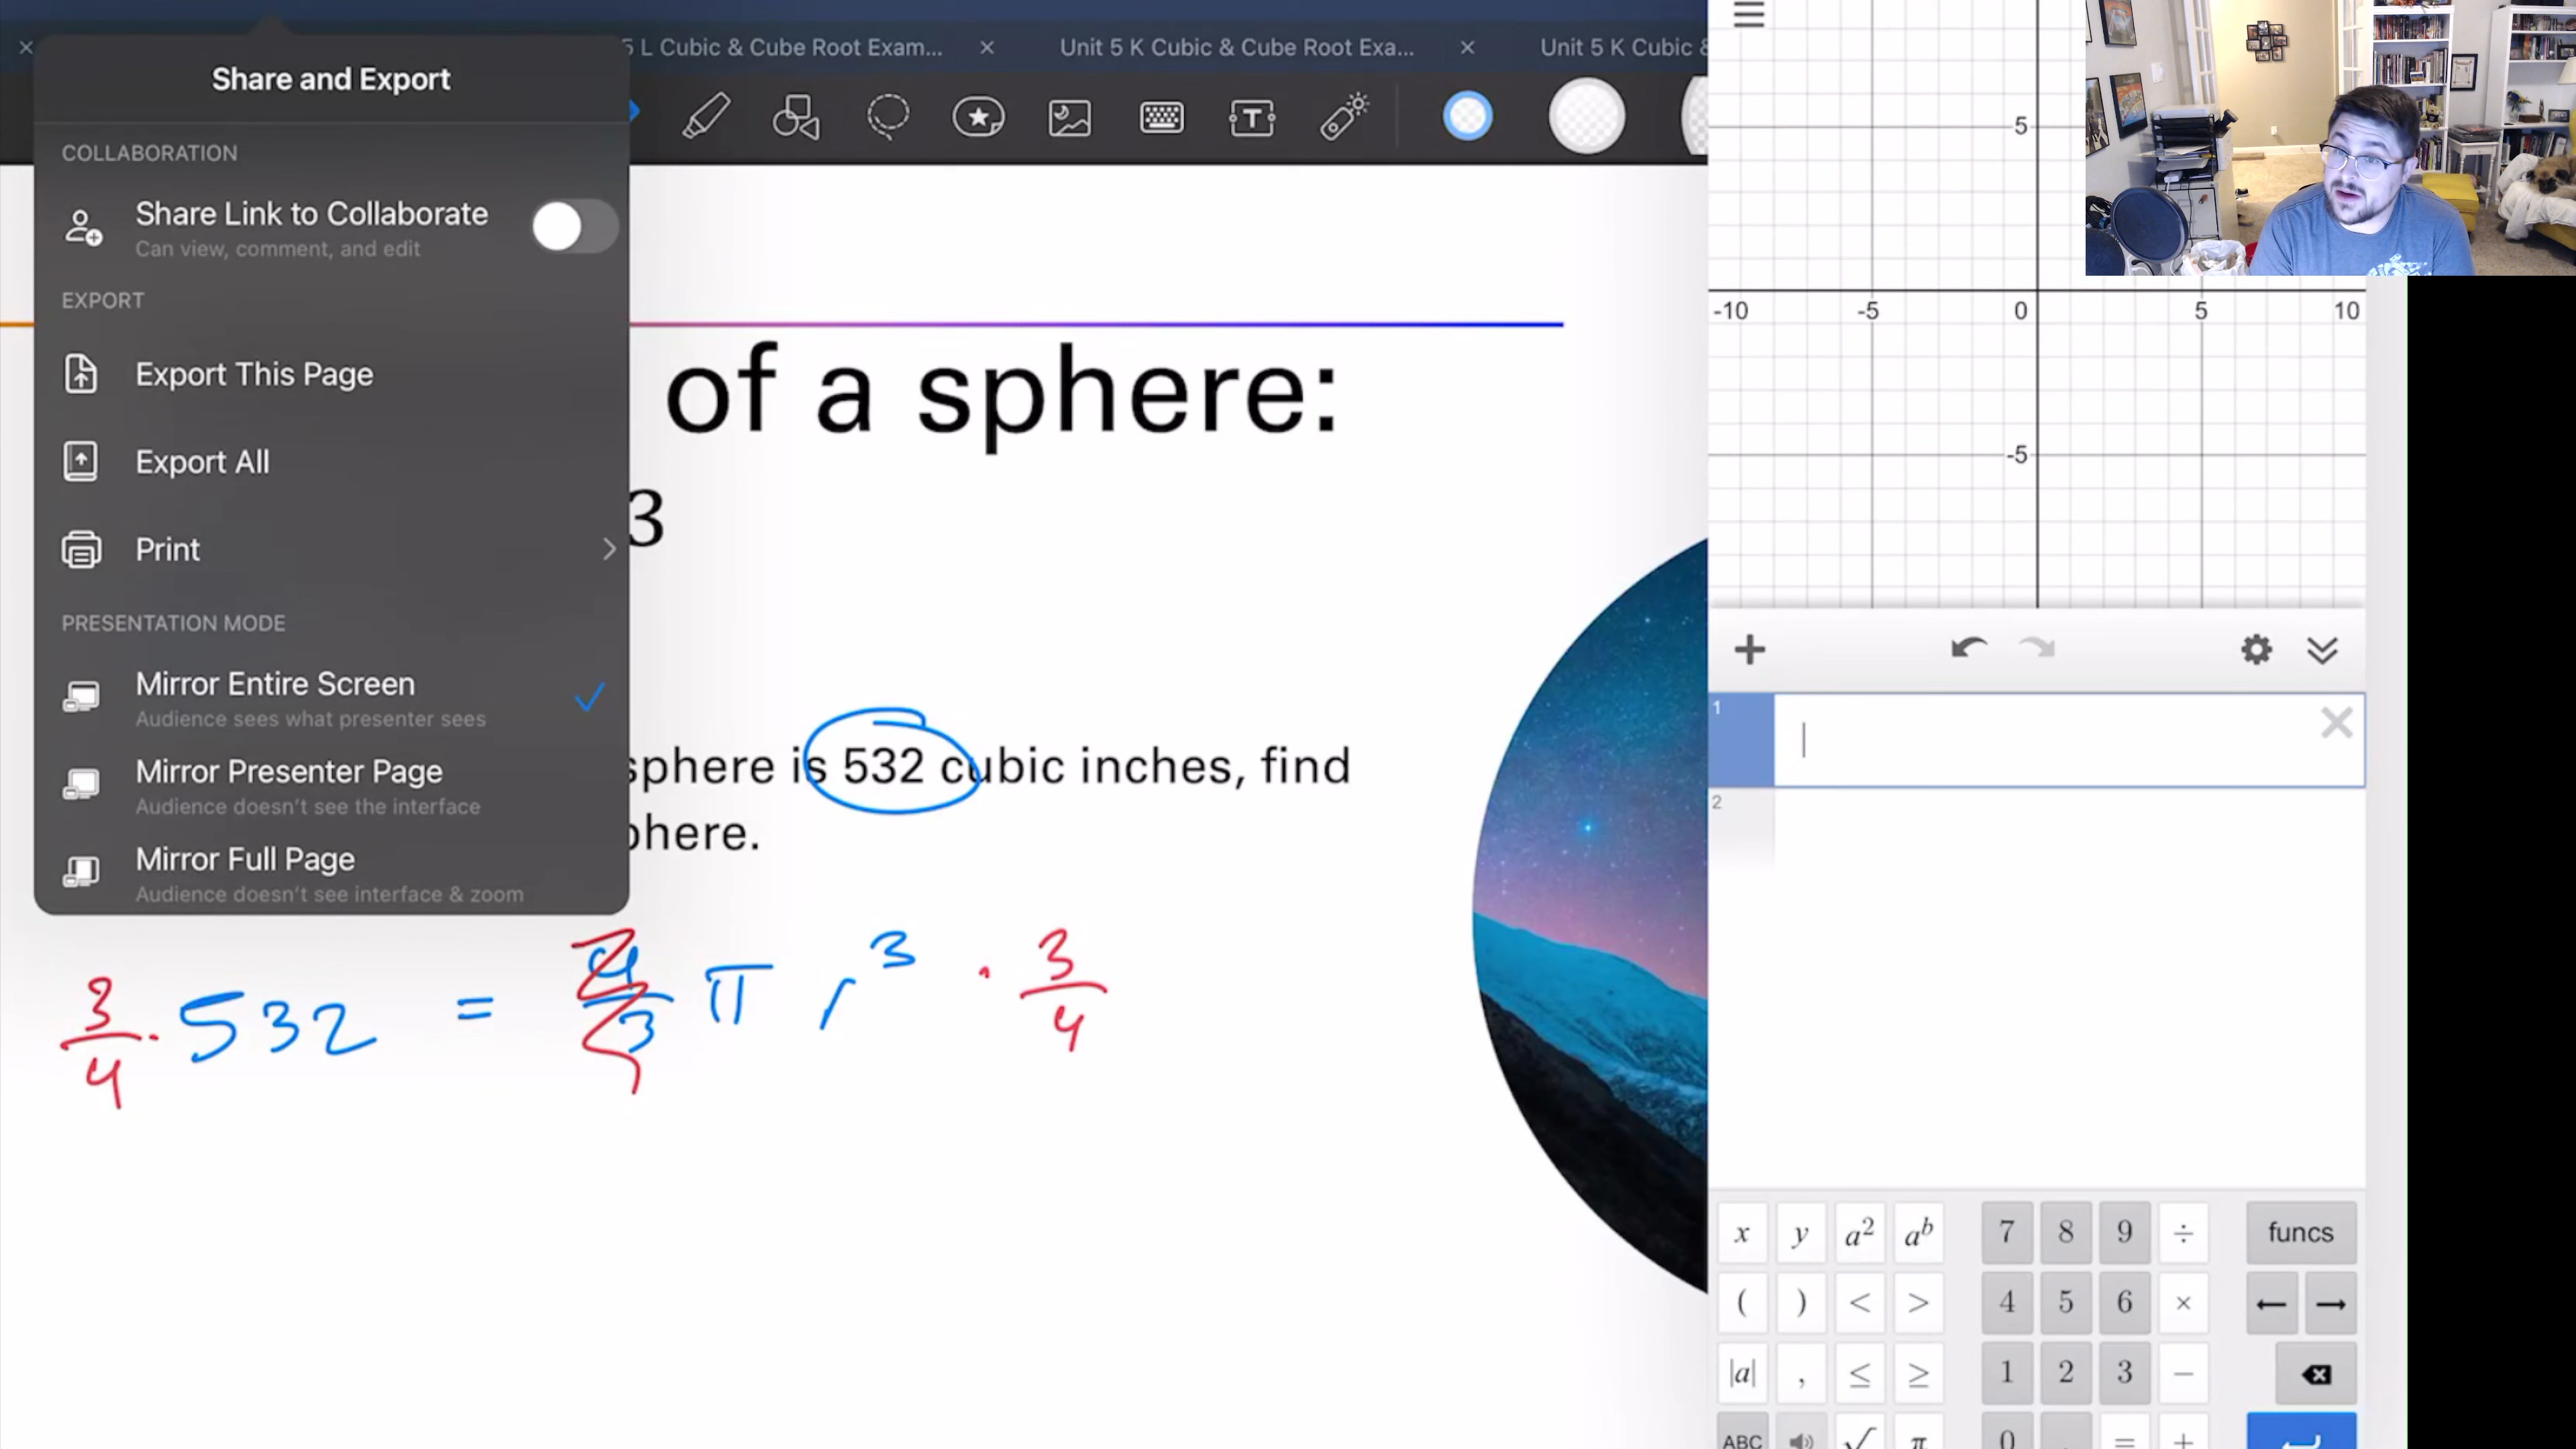 5 L Cubic & Cube Root Exam...
Unit 5 K Cubic & Cube Root Exa...
Unit 5 K Cubic &
Share and Export
COLLABORATION
Share Link to Collaborate
Can view, comment, and edit
EXPORT
Export This Page
Export All
Print
PRESENTATION MODE
Mirror Entire Screen
Audience sees what presenter sees
Mirror Presenter Page
Audience doesn't see the interface
Mirror Full Page
Audience doesn't see interface & zoom
of a sphere:
3
sphere is 532 cubic inches, find
phere.
3/4 · 532 = 4/3 π r³ · 3/4
5
-10 -5 0 5 10
-5
1
2
x y a² aᵇ 7 8 9 ÷ funcs
( ) < > 4 5 6 × ← →
|a| , ≤ ≥ 1 2 3 −
ABC √ π 0 . = +